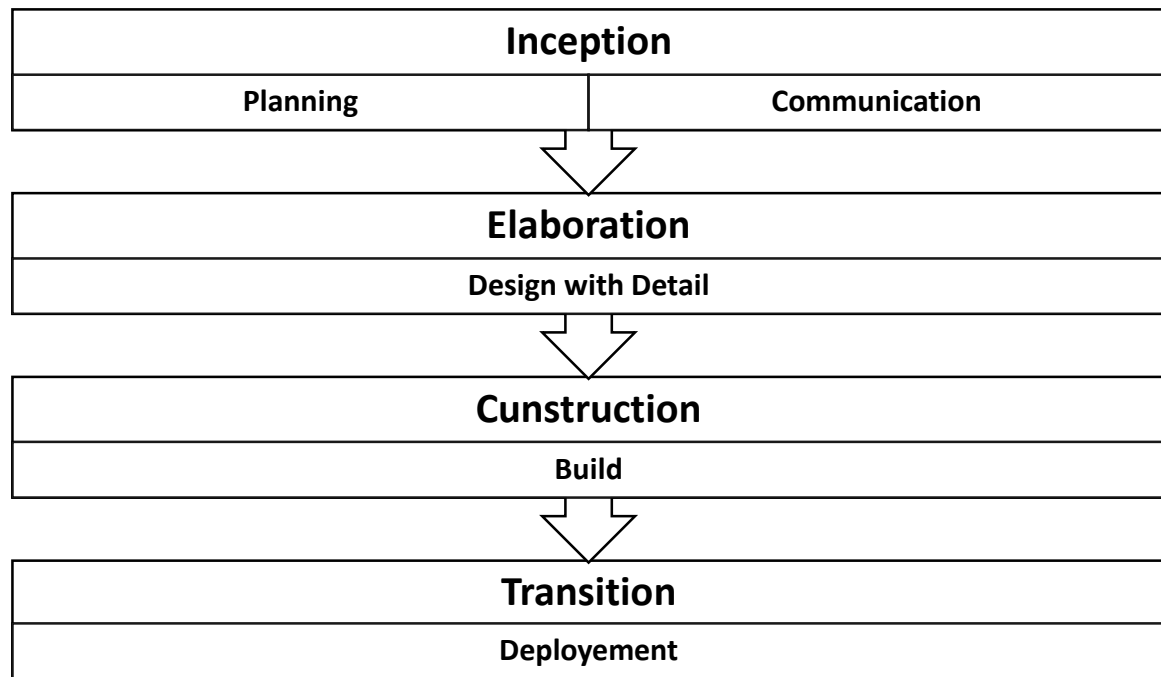 Inception
Planning Communication
Elaboration
Design with Detail
Cunstruction
Build
Transition
Deployement